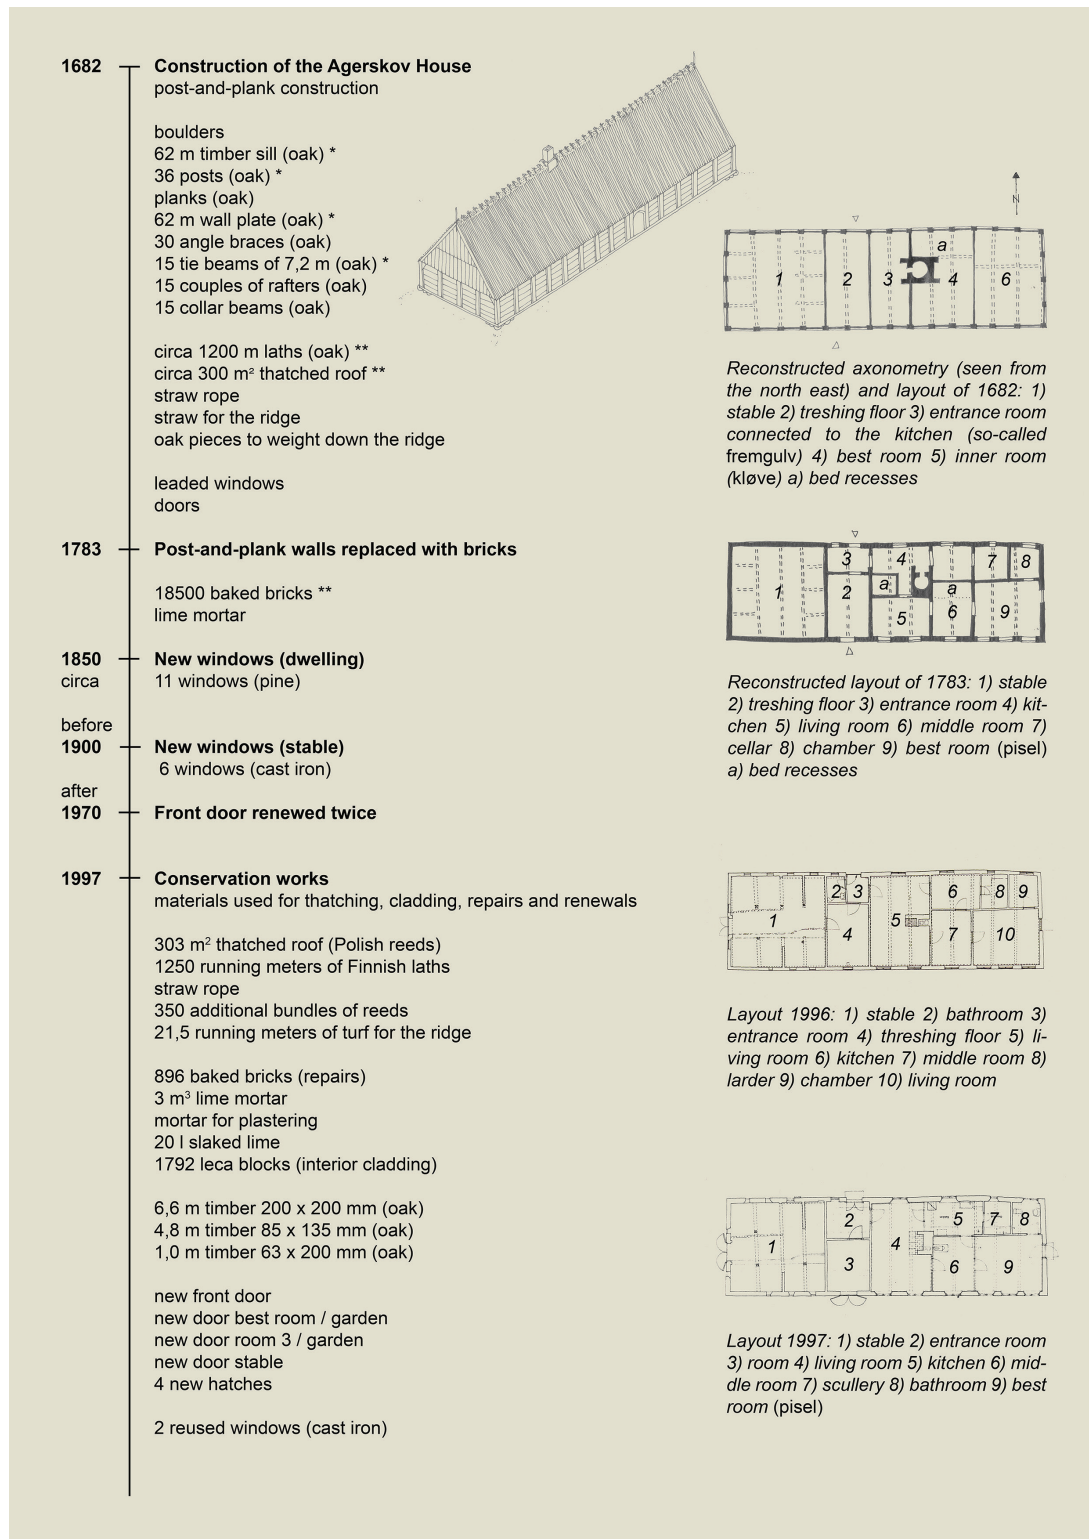 1682
Construction of the Agerskov House
post-and-plank construction
boulders
62 m timber sill (oak) *
36 posts (oak) *
planks (oak)
62 m wall plate (oak) *
30 angle braces (oak)
15 tie beams of 7,2 m (oak) *
15 couples of rafters (oak)
15 collar beams (oak)
circa 1200 m laths (oak) **
circa 300 m² thatched roof **
straw rope
straw for the ridge
oak pieces to weight down the ridge
leaded windows
doors
N
1
2
3
a
4
6
Reconstructed axonometry (seen from
the north east) and layout of 1682: 1)
stable 2) treshing floor 3) entrance room
connected to the kitchen (so-called
fremgulv) 4) best room 5) inner room
(kløve) a) bed recesses
1783
Post-and-plank walls replaced with bricks
18500 baked bricks **
lime mortar
1
3
2
4
a
5
a
6
7
8
9
Reconstructed layout of 1783: 1) stable
2) treshing floor 3) entrance room 4) kit-
chen 5) living room 6) middle room 7)
cellar 8) chamber 9) best room (pisel)
a) bed recesses
1850
circa
New windows (dwelling)
11 windows (pine)
before
1900
New windows (stable)
6 windows (cast iron)
after
1970
Front door renewed twice
1997
Conservation works
materials used for thatching, cladding, repairs and renewals
303 m² thatched roof (Polish reeds)
1250 running meters of Finnish laths
straw rope
350 additional bundles of reeds
21,5 running meters of turf for the ridge
896 baked bricks (repairs)
3 m³ lime mortar
mortar for plastering
20 l slaked lime
1792 leca blocks (interior cladding)
6,6 m timber 200 x 200 mm (oak)
4,8 m timber 85 x 135 mm (oak)
1,0 m timber 63 x 200 mm (oak)
new front door
new door best room / garden
new door room 3 / garden
new door stable
4 new hatches
2 reused windows (cast iron)
1
2
3
4
5
6
7
8
9
10
Layout 1996: 1) stable 2) bathroom 3)
entrance room 4) threshing floor 5) li-
ving room 6) kitchen 7) middle room 8)
larder 9) chamber 10) living room
1
2
3
4
5
6
7
8
9
Layout 1997: 1) stable 2) entrance room
3) room 4) living room 5) kitchen 6) mid-
dle room 7) scullery 8) bathroom 9) best
room (pisel)